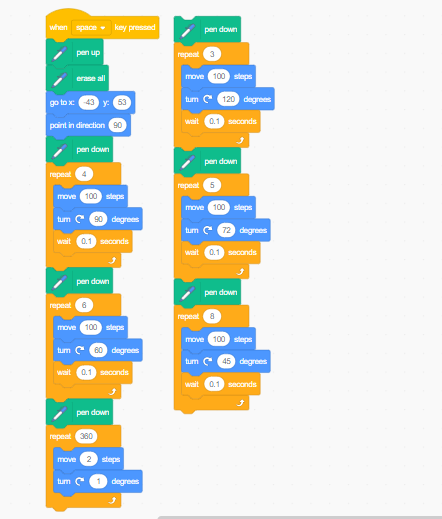 when space key pressed
pen up
erase all
go to x: -43 y: 53
point in direction 90
pen down
repeat 4
move 100 steps
turn 90 degrees
wait 0.1 seconds
pen down
repeat 6
move 100 steps
turn 60 degrees
wait 0.1 seconds
pen down
repeat 360
move 2 steps
turn 1 degrees
pen down
repeat 3
move 100 steps
turn 120 degrees
wait 0.1 seconds
pen down
repeat 5
move 100 steps
turn 72 degrees
wait 0.1 seconds
pen down
repeat 8
move 100 steps
turn 45 degrees
wait 0.1 seconds